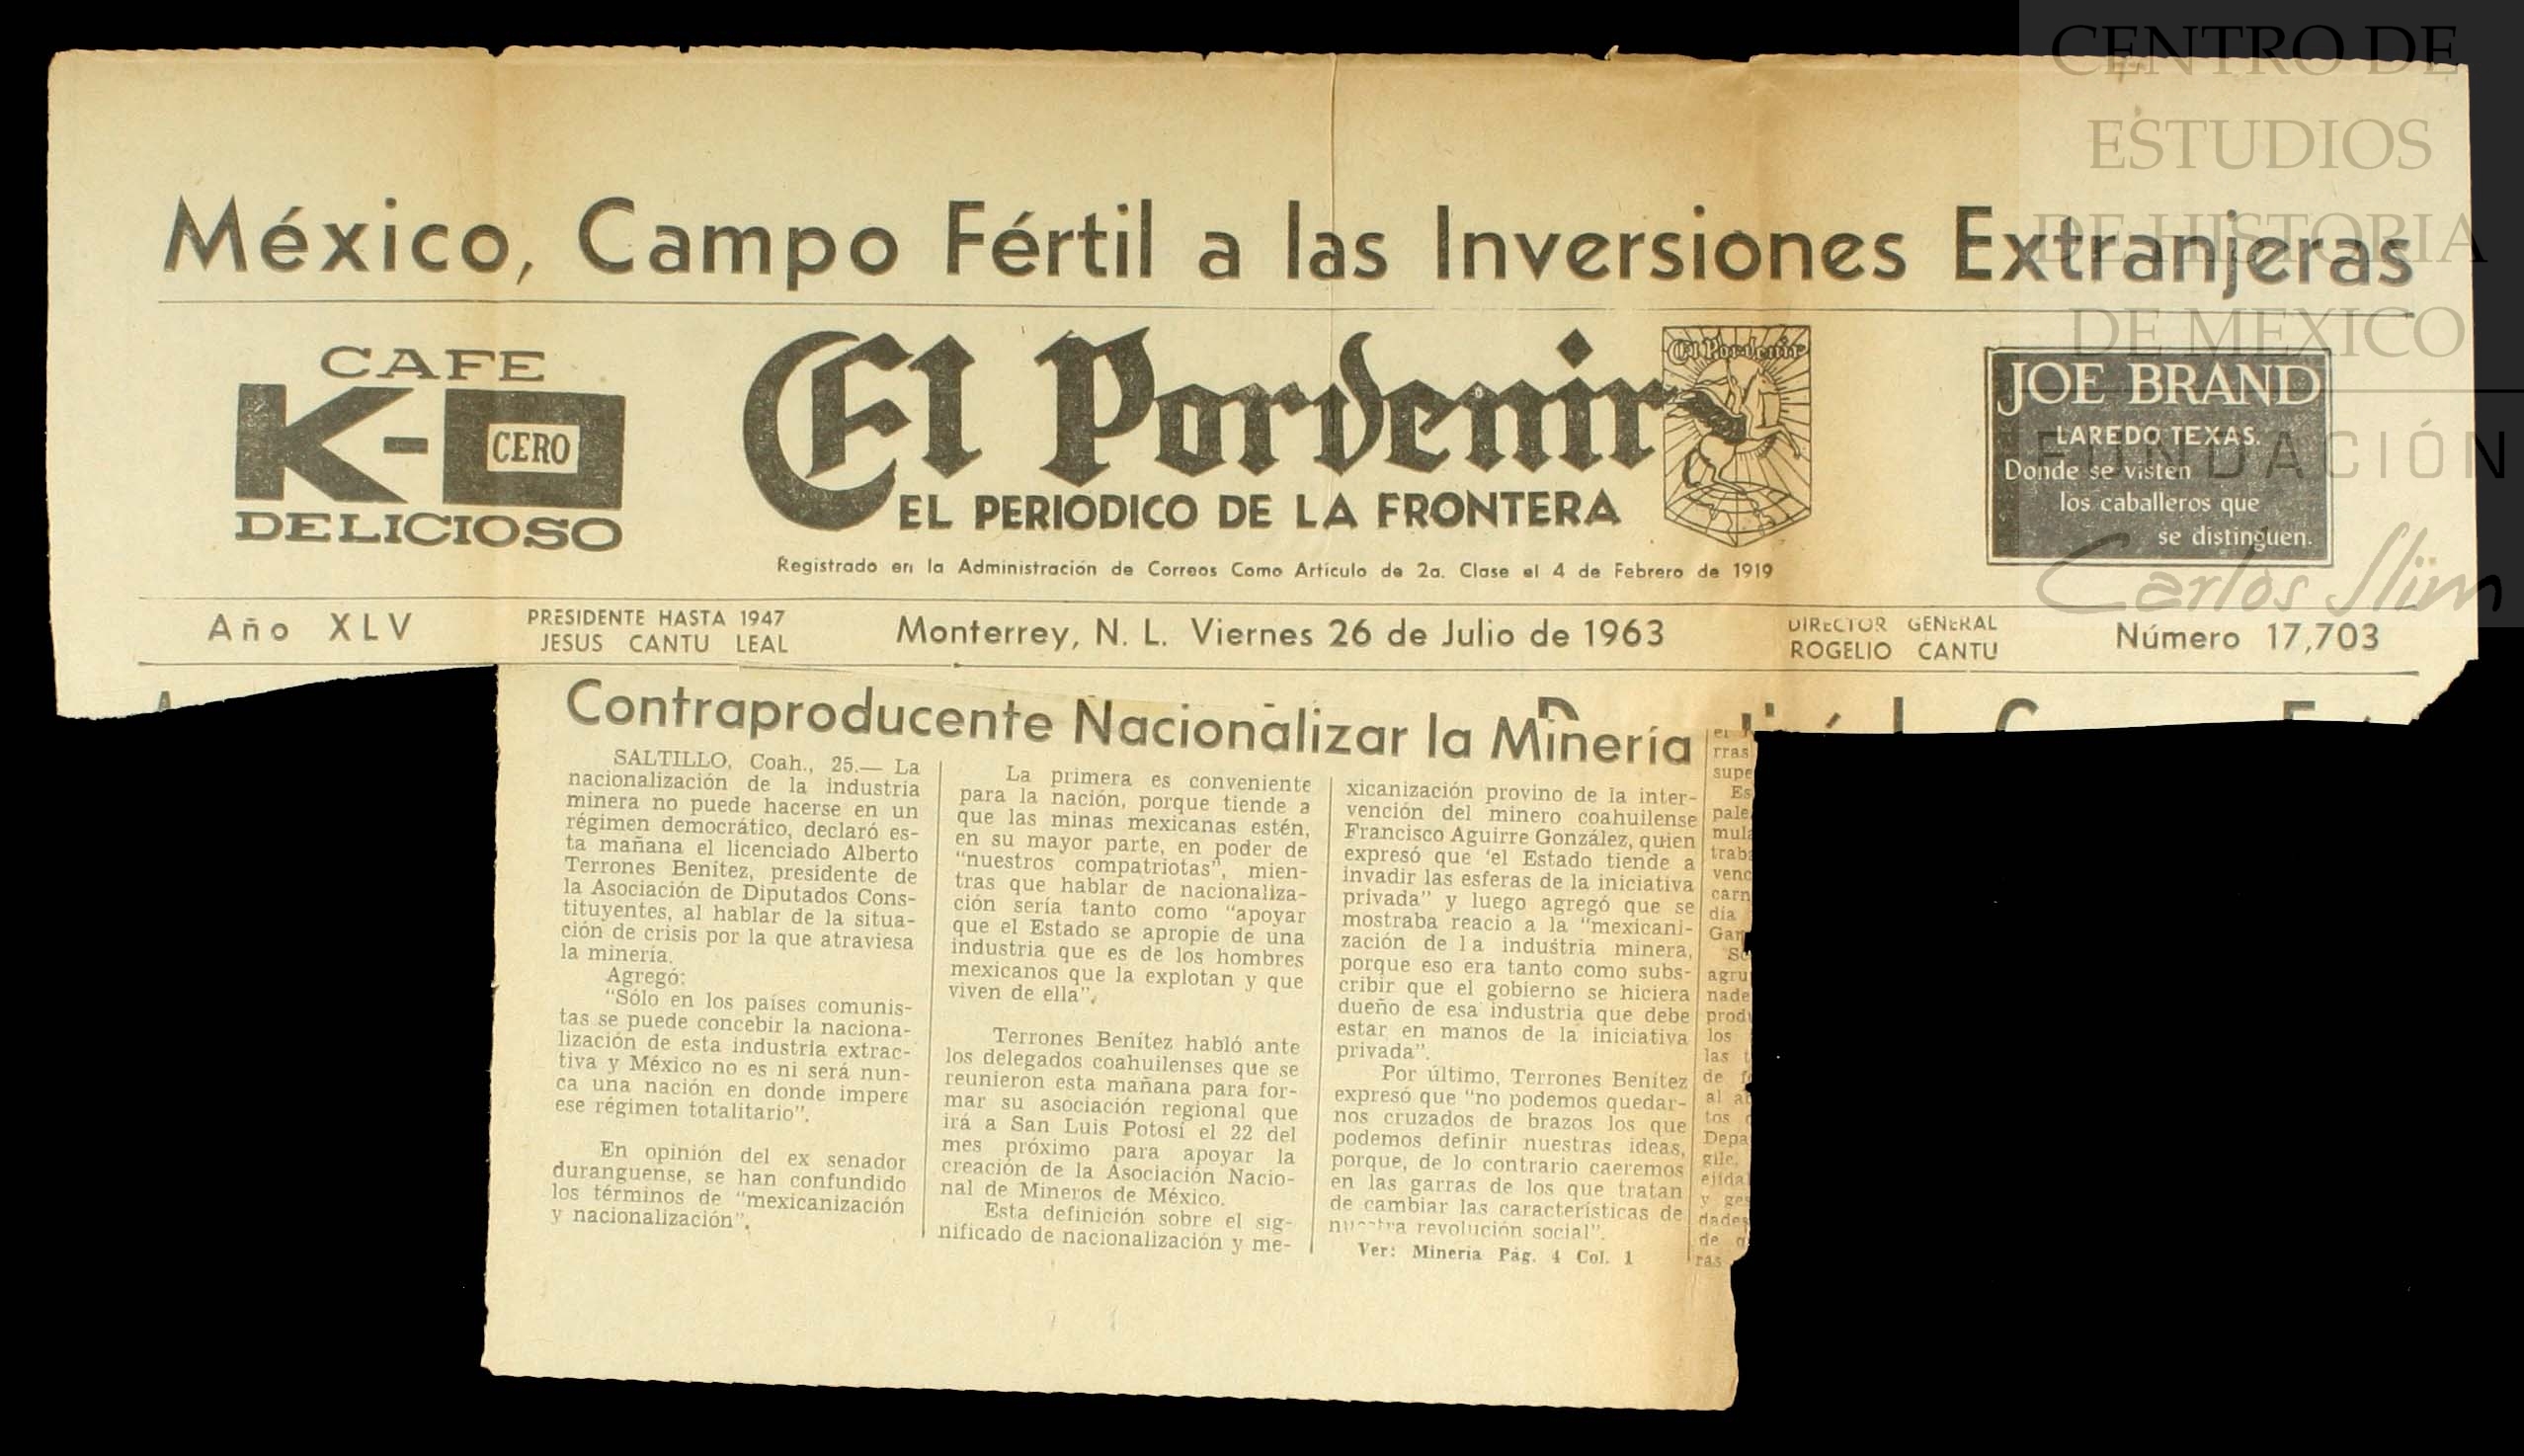 México, Campo Fértil a las Inversiones Extranjeras
CAFE
K-O
CERO
DELICIOSO
El Porvenir
EL PERIODICO DE LA FRONTERA
Registrado en la Administración de Correos Como Artículo de 2a. Clase el 4 de Febrero de 1919
El Porvenir
JOE BRAND
LAREDO TEXAS.
Donde se visten
los caballeros que
se distinguen.
Año XLV
PRESIDENTE HASTA 1947
JESUS CANTU LEAL
Monterrey, N. L. Viernes 26 de Julio de 1963
DIRECTOR GENERAL
ROGELIO CANTU
Número 17,703
Contraproducente Nacionalizar la Minería
SALTILLO, Coah., 25.— La
nacionalización de la industria
minera no puede hacerse en un
régimen democrático, declaró es-
ta mañana el licenciado Alberto
Terrones Benítez, presidente de
la Asociación de Diputados Cons-
tituyentes, al hablar de la situa-
ción de crisis por la que atraviesa
la minería.
Agregó:
"Sólo en los países comunis-
tas se puede concebir la naciona-
lización de esta industria extrac-
tiva y México no es ni será nun-
ca una nación en donde impere
ese régimen totalitario".
En opinión del ex senador
duranguense, se han confundido
los términos de "mexicanización
y nacionalización".
La primera es conveniente
para la nación, porque tiende a
que las minas mexicanas estén,
en su mayor parte, en poder de
"nuestros compatriotas", mien-
tras que hablar de nacionaliza-
ción sería tanto como "apoyar
que el Estado se apropie de una
industria que es de los hombres
mexicanos que la explotan y que
viven de ella".
Terrones Benítez habló ante
los delegados coahuilenses que se
reunieron esta mañana para for-
mar su asociación regional que
irá a San Luis Potosí el 22 del
mes próximo para apoyar la
creación de la Asociación Nacio-
nal de Mineros de México.
Esta definición sobre el sig-
nificado de nacionalización y me-
xicanización provino de la inter-
vención del minero coahuilense
Francisco Aguirre González, quien
expresó que 'el Estado tiende a
invadir las esferas de la iniciativa
privada" y luego agregó que se
mostraba reacio a la "mexicani-
zación de la industria minera,
porque eso era tanto como subs-
cribir que el gobierno se hiciera
dueño de esa industria que debe
estar en manos de la iniciativa
privada".
Por último, Terrones Benítez
expresó que "no podemos quedar-
nos cruzados de brazos los que
podemos definir nuestras ideas,
porque, de lo contrario caeremos
en las garras de los que tratan
de cambiar las características de
nuestra revolución social".
Ver: Minería Pág. 4 Col. 1
CENTRO DE
ESTUDIOS
DE HISTORIA
DE MEXICO
FUNDACIÓN
Carlos Slim